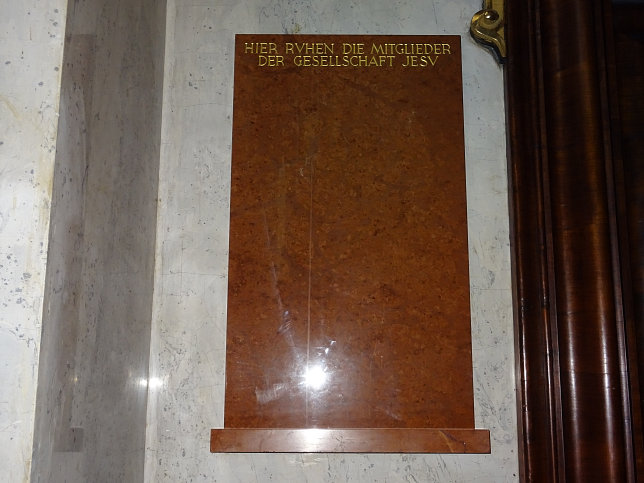 HIER RVHEN DIE MITGLIEDER
DER GESELLSCHAFT JESV